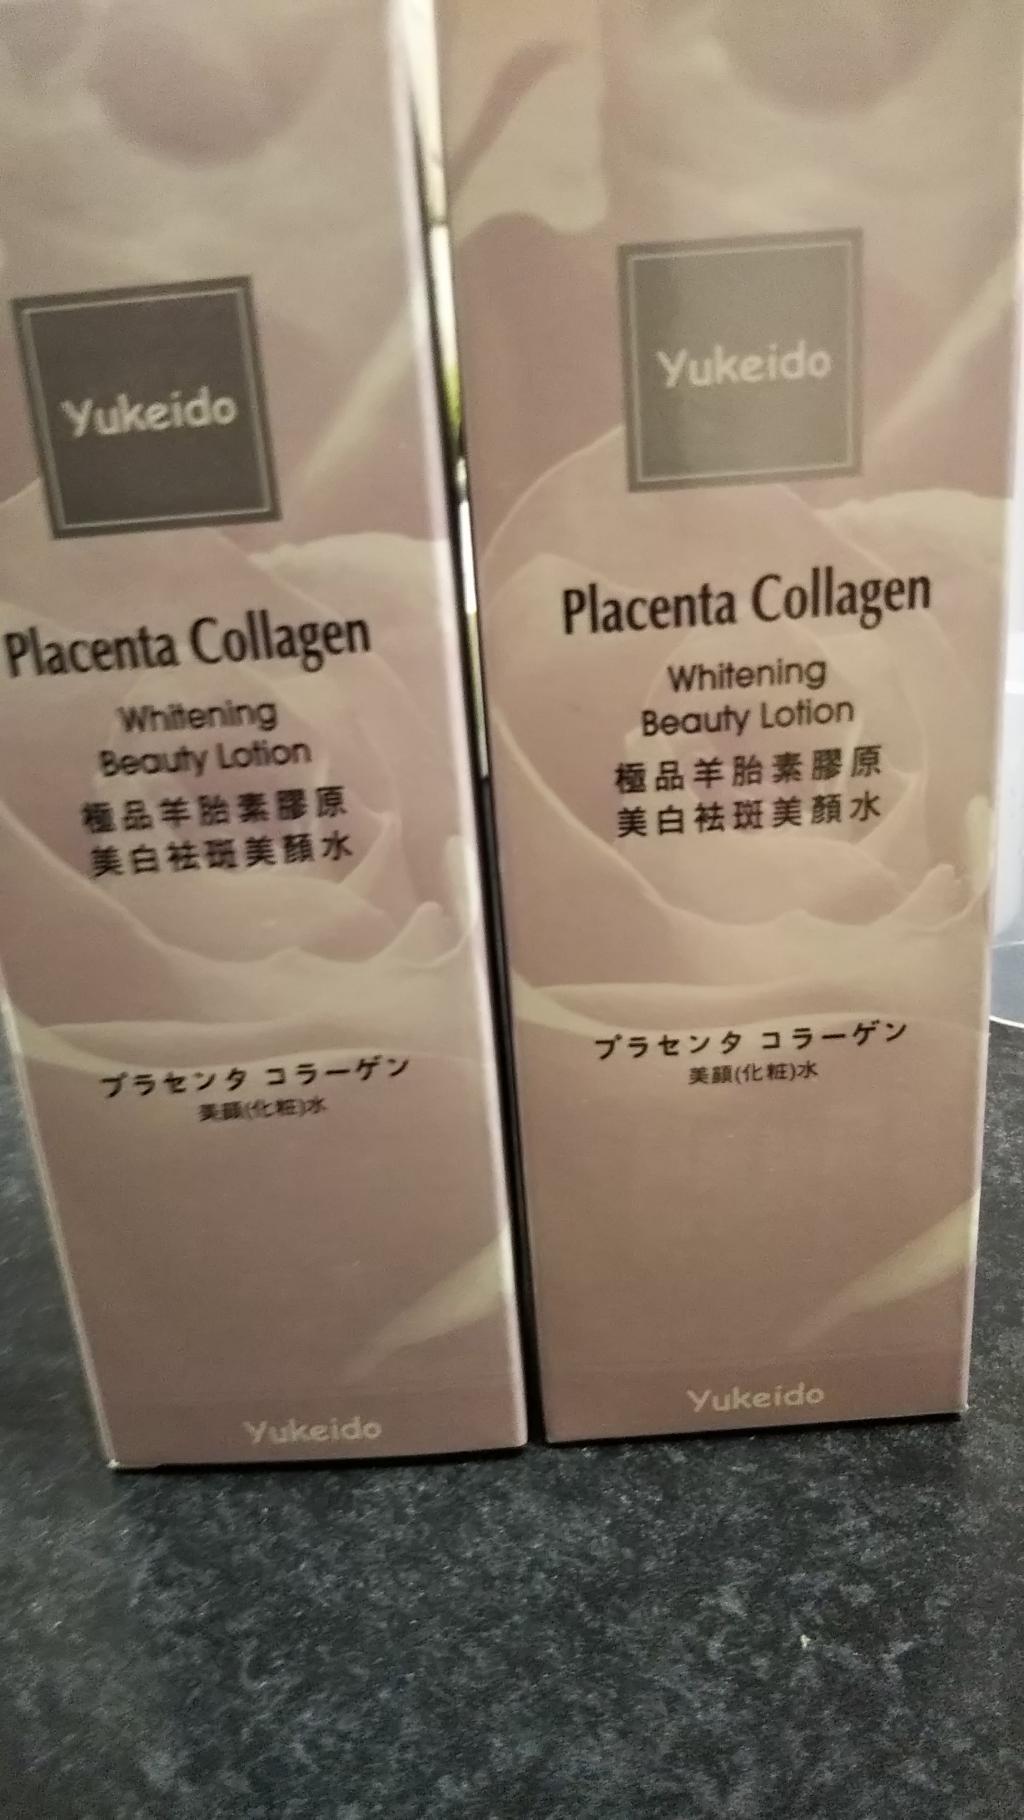 Yukeido
Placenta Collagen
Whitening
Beauty Lotion
極品羊胎素膠原
美白祛斑美顏水
プラセンタ コラーゲン
美顔(化粧)水
Yukeido
Yukeido
Placenta Collagen
Whitening
Beauty Lotion
極品羊胎素膠原
美白祛斑美顏水
プラセンタ コラーゲン
美顔(化粧)水
Yukeido